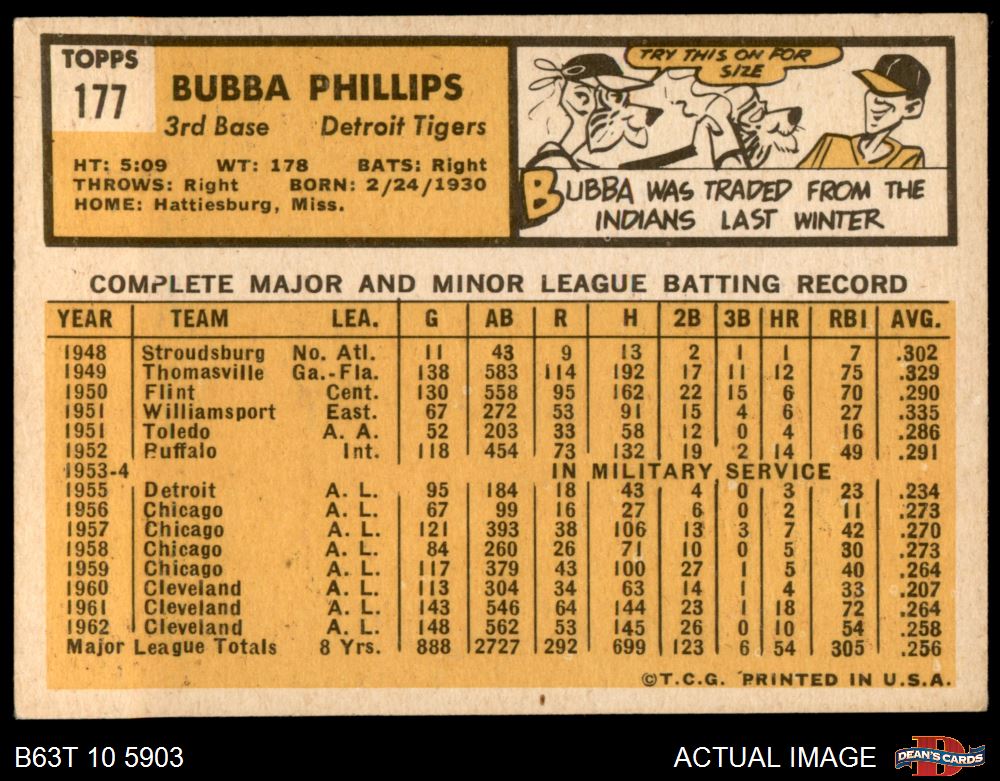 TOPPS
177
BUBBA PHILLIPS
3rd Base Detroit Tigers
HT: 5:09 WT: 178 BATS: Right
THROWS: Right BORN: 2/24/1930
HOME: Hattiesburg, Miss.
TRY THIS ON FOR
SIZE
BUBBA WAS TRADED FROM THE
INDIANS LAST WINTER
COMPLETE MAJOR AND MINOR LEAGUE BATTING RECORD
YEAR TEAM LEA. G AB R H 2B 3B HR RBI AVG.
1948 Stroudsburg No. Atl. 11 43 9 13 2 1 1 7 .302
1949 Thomasville Ga.-Fla. 138 583 114 192 17 11 12 75 .329
1950 Flint Cent. 130 558 95 162 22 15 6 70 .290
1951 Williamsport East. 67 272 53 91 15 4 6 27 .335
1951 Toledo A. A. 52 203 33 58 12 0 4 16 .286
1952 Buffalo Int. 118 454 73 132 19 2 14 49 .291
1953-4 IN MILITARY SERVICE
1955 Detroit A. L. 95 184 18 43 4 0 3 23 .234
1956 Chicago A. L. 67 99 16 27 6 0 2 11 .273
1957 Chicago A. L. 121 393 38 106 13 3 7 42 .270
1958 Chicago A. L. 84 260 26 71 10 0 5 30 .273
1959 Chicago A. L. 117 379 43 100 27 1 5 40 .264
1960 Cleveland A. L. 113 304 34 63 14 1 4 33 .207
1961 Cleveland A. L. 143 546 64 144 23 1 18 72 .264
1962 Cleveland A. L. 148 562 53 145 26 0 10 54 .258
Major League Totals 8 Yrs. 888 2727 292 699 123 6 54 305 .256
©T.C.G. PRINTED IN U.S.A.
B63T 10 5903
ACTUAL IMAGE
D
DEAN'S CARDS